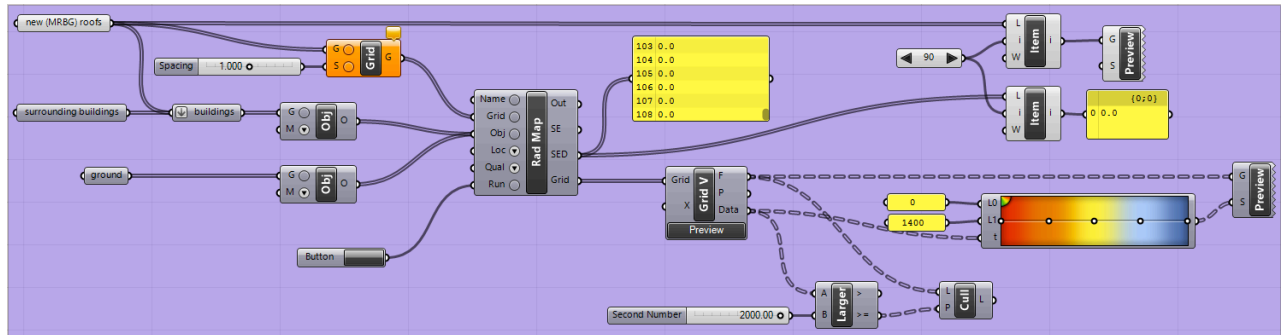 new (MRBG) roofs
Spacing
1.000
G
S
Grid
G
surrounding buildings
buildings
G
M
Obj
O
ground
G
M
Obj
O
Button
Name
Grid
Obj
Loc
Qual
Run
Rad Map
Out
SE
SED
Grid
103 0.0
104 0.0
105 0.0
106 0.0
107 0.0
108 0.0
90
L
i
W
Item
i
G
S
Preview
L
i
W
Item
i
{0;0}
0 0.0
Grid
X
Grid V
F
P
Data
Preview
0
1400
L0
L1
t
G
S
Preview
Second Number
2000.00
A
B
Larger
>
>=
L
P
Cull
L